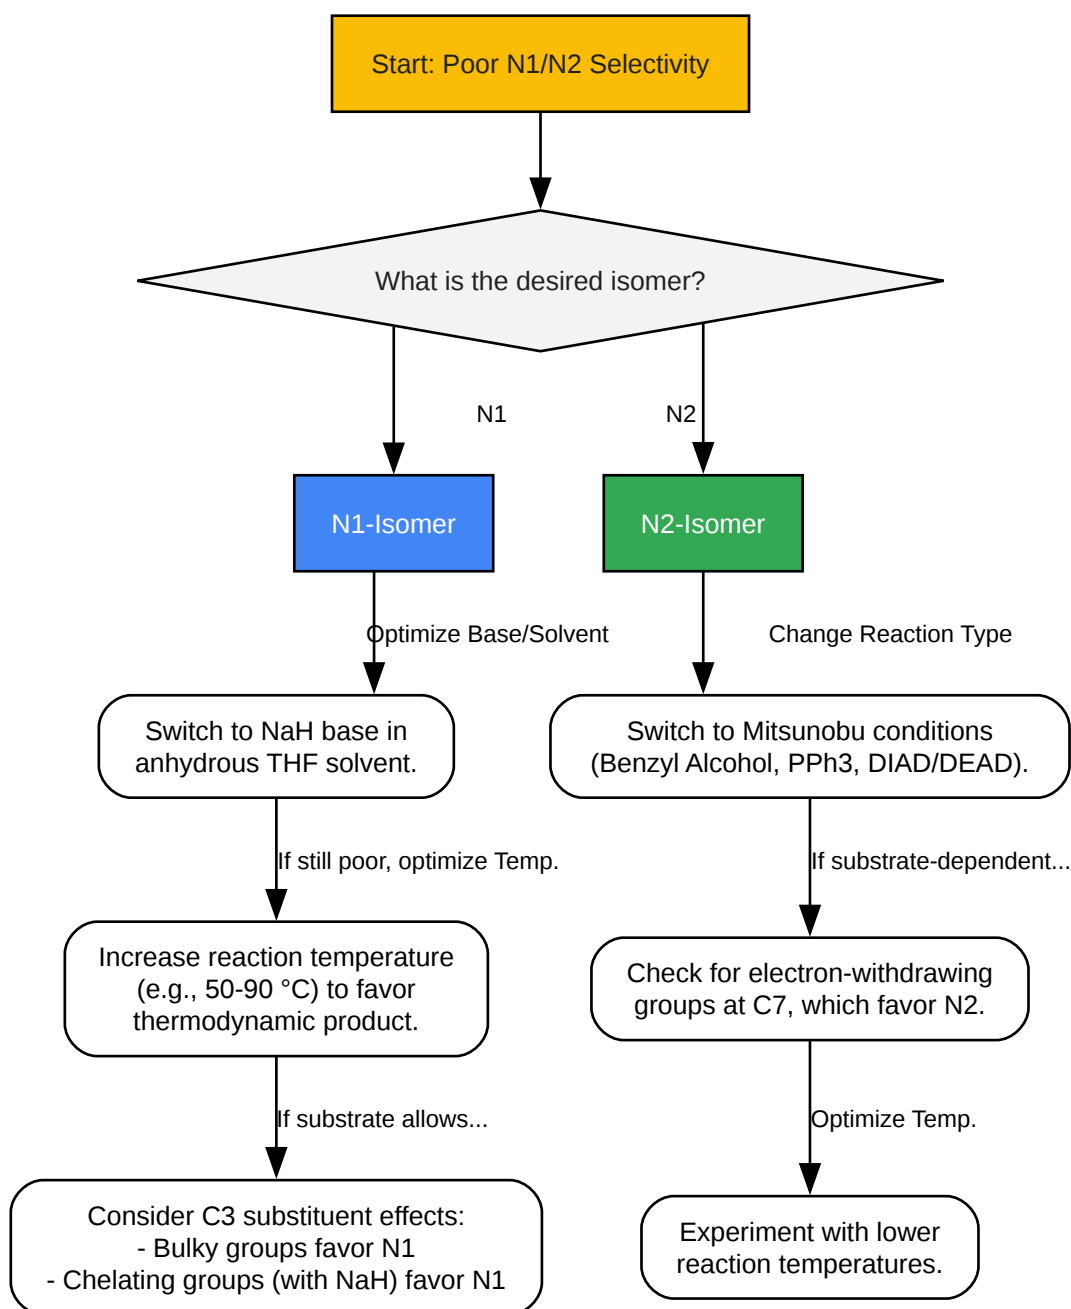 Start: Poor N1/N2 Selectivity
What is the desired isomer?
N1
N2
N1-Isomer
N2-Isomer
Optimize Base/Solvent
Change Reaction Type
Switch to NaH base in
anhydrous THF solvent.
Switch to Mitsunobu conditions
(Benzyl Alcohol, PPh3, DIAD/DEAD).
If still poor, optimize Temp.
If substrate-dependent...
Increase reaction temperature
(e.g., 50-90 °C) to favor
thermodynamic product.
Check for electron-withdrawing
groups at C7, which favor N2.
If substrate allows...
Optimize Temp.
Consider C3 substituent effects:
- Bulky groups favor N1
- Chelating groups (with NaH) favor N1
Experiment with lower
reaction temperatures.